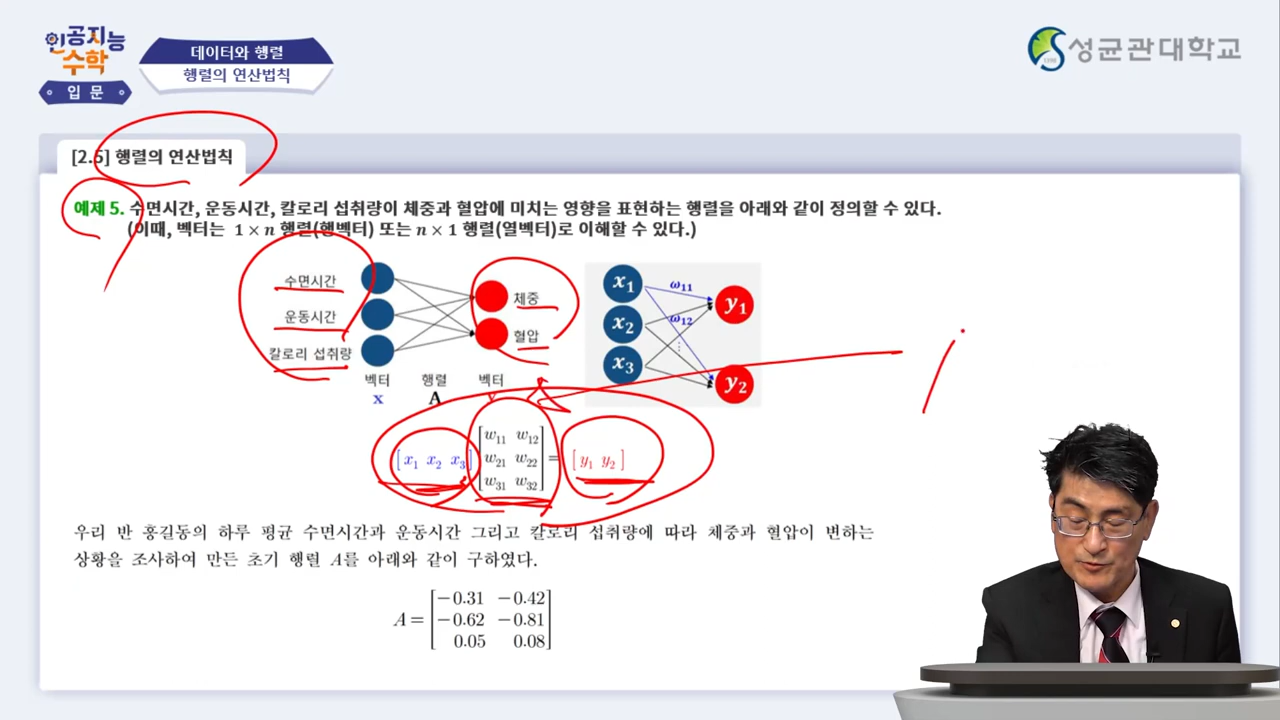 인공지능
수학
입문
데이터와 행렬
행렬의 연산법칙
성균관대학교
[2.5] 행렬의 연산법칙
예제 5. 수면시간, 운동시간, 칼로리 섭취량이 체중과 혈압에 미치는 영향을 표현하는 행렬을 아래와 같이 정의할 수 있다.
(이때, 벡터는 1 × n 행렬(행벡터) 또는 n × 1 행렬(열벡터)로 이해할 수 있다.)
수면시간
운동시간
칼로리 섭취량
체중
혈압
벡터 행렬 벡터
x A
x₁ ω₁₁ y₁
x₂ ω₁₂
⋮
x₃ y₂
[x₁ x₂ x₃] [w₁₁ w₁₂
w₂₁ w₂₂
w₃₁ w₃₂] = [y₁ y₂]
우리 반 홍길동의 하루 평균 수면시간과 운동시간 그리고 칼로리 섭취량에 따라 체중과 혈압이 변하는
상황을 조사하여 만든 초기 행렬 A를 아래와 같이 구하였다.
A = [−0.31 −0.42
−0.62 −0.81
0.05 0.08]